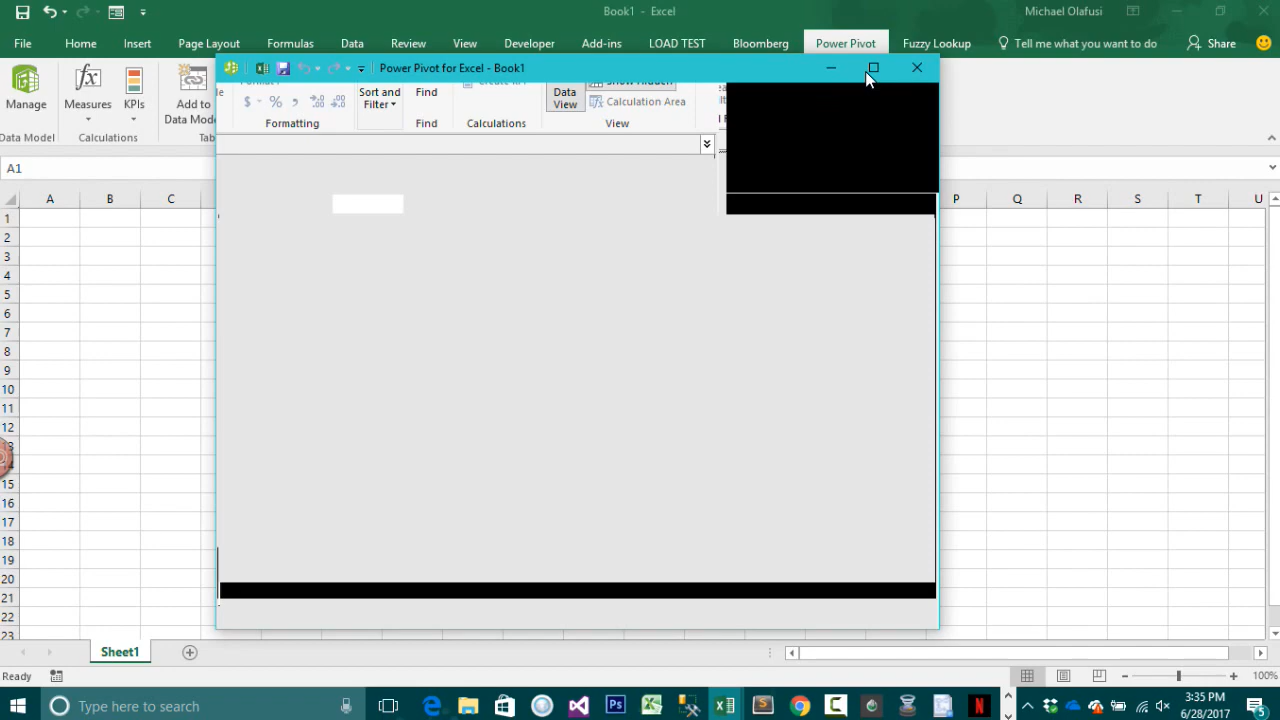 Book1 - Excel
Michael Olafusi
File Home Insert Page Layout Formulas Data Review View Developer Add-ins LOAD TEST Bloomberg Power Pivot Fuzzy Lookup Tell me what you want to do Share
Power Pivot for Excel - Book1
Manage Measures KPIs Add to
Data Mode
Data Model Calculations
$ % ,
Sort and
Filter
Find
Data
View
Calculation Area
Formatting Find Calculations View
A1
A B C P Q R S T U
1
2
3
4
5
6
7
8
9
10
11
12
15
16
17
18
19
20
21
22
23
Sheet1
Ready
100%
Type here to search
3:35 PM
6/28/2017
5